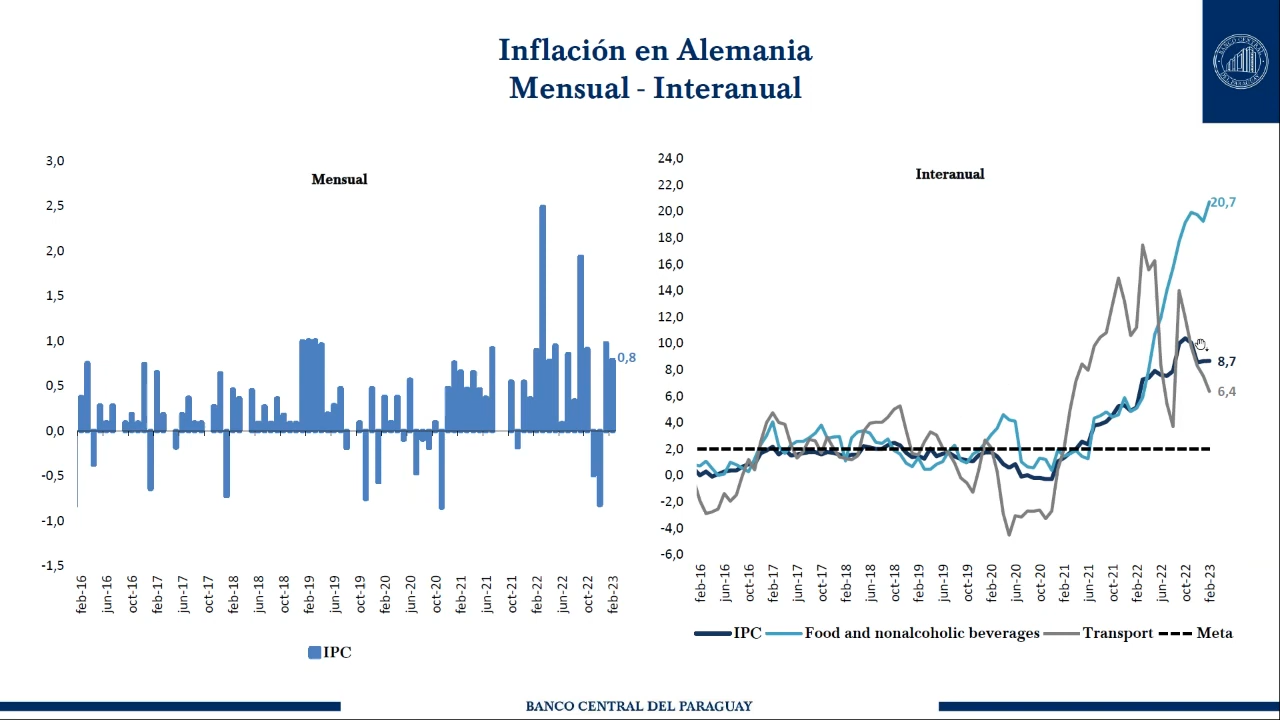 Inflación en Alemania
Mensual - Interanual
BANCO CENTRAL
DEL PARAGUAY
Mensual
3,0
2,5
2,0
1,5
1,0
0,5
0,0
-0,5
-1,0
-1,5
0,8
feb-16
jun-16
oct-16
feb-17
jun-17
oct-17
feb-18
jun-18
oct-18
feb-19
jun-19
oct-19
feb-20
jun-20
oct-20
feb-21
jun-21
oct-21
feb-22
jun-22
oct-22
feb-23
IPC
Interanual
24,0
22,0
20,0
18,0
16,0
14,0
12,0
10,0
8,0
6,0
4,0
2,0
0,0
-2,0
-4,0
-6,0
20,7
8,7
6,4
feb-16
jun-16
oct-16
feb-17
jun-17
oct-17
feb-18
jun-18
oct-18
feb-19
jun-19
oct-19
feb-20
jun-20
oct-20
feb-21
jun-21
oct-21
feb-22
jun-22
oct-22
feb-23
IPC Food and nonalcoholic beverages Transport Meta
BANCO CENTRAL DEL PARAGUAY